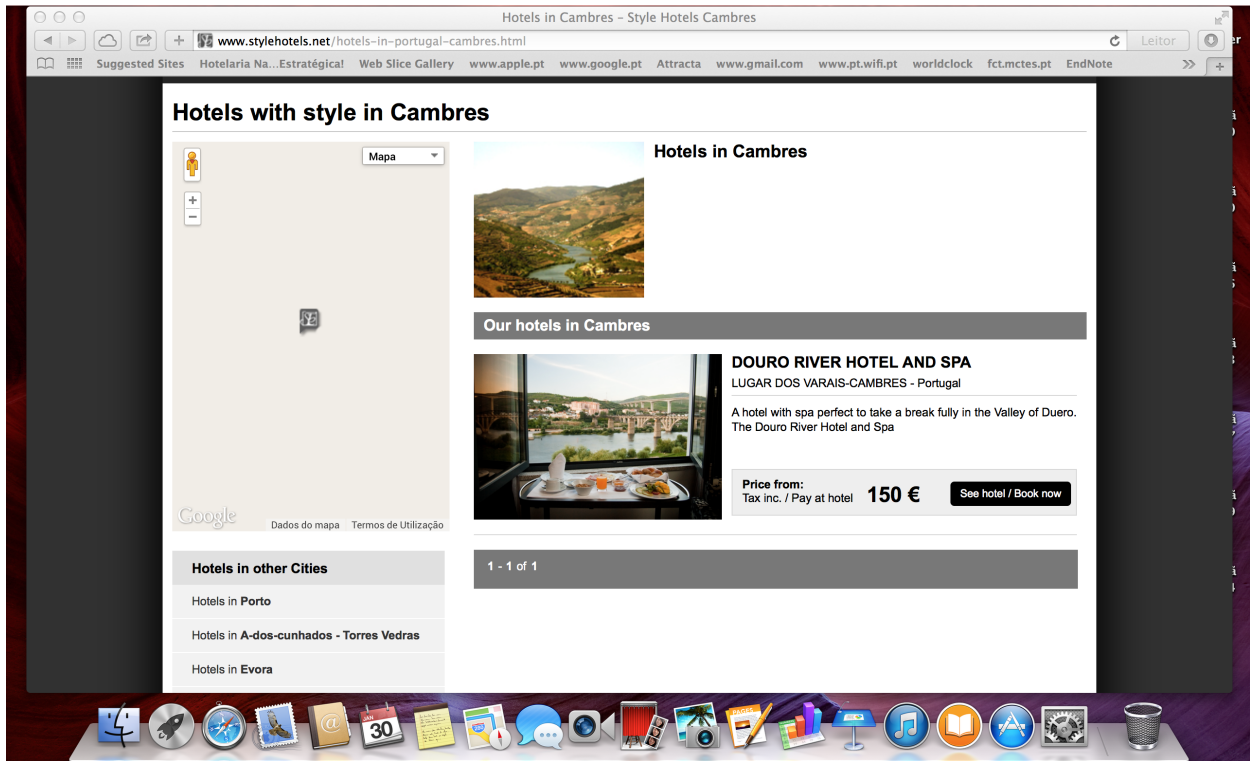 Hotels in Cambres – Style Hotels Cambres
www.stylehotels.net/hotels-in-portugal-cambres.html
Leitor
Suggested Sites Hotelaria Na...Estratégica! Web Slice Gallery www.apple.pt www.google.pt Attracta www.gmail.com www.pt.wifi.pt worldclock fct.mctes.pt EndNote
Hotels with style in Cambres
Mapa
+
−
Google
Dados do mapa Termos de Utilização
Hotels in other Cities
Hotels in Porto
Hotels in A-dos-cunhados - Torres Vedras
Hotels in Evora
Hotels in Cambres
Our hotels in Cambres
DOURO RIVER HOTEL AND SPA
LUGAR DOS VARAIS-CAMBRES - Portugal
A hotel with spa perfect to take a break fully in the Valley of Duero.
The Douro River Hotel and Spa
Price from:
Tax inc. / Pay at hotel 150 €
See hotel / Book now
1 - 1 of 1
JAN
30
PAGES